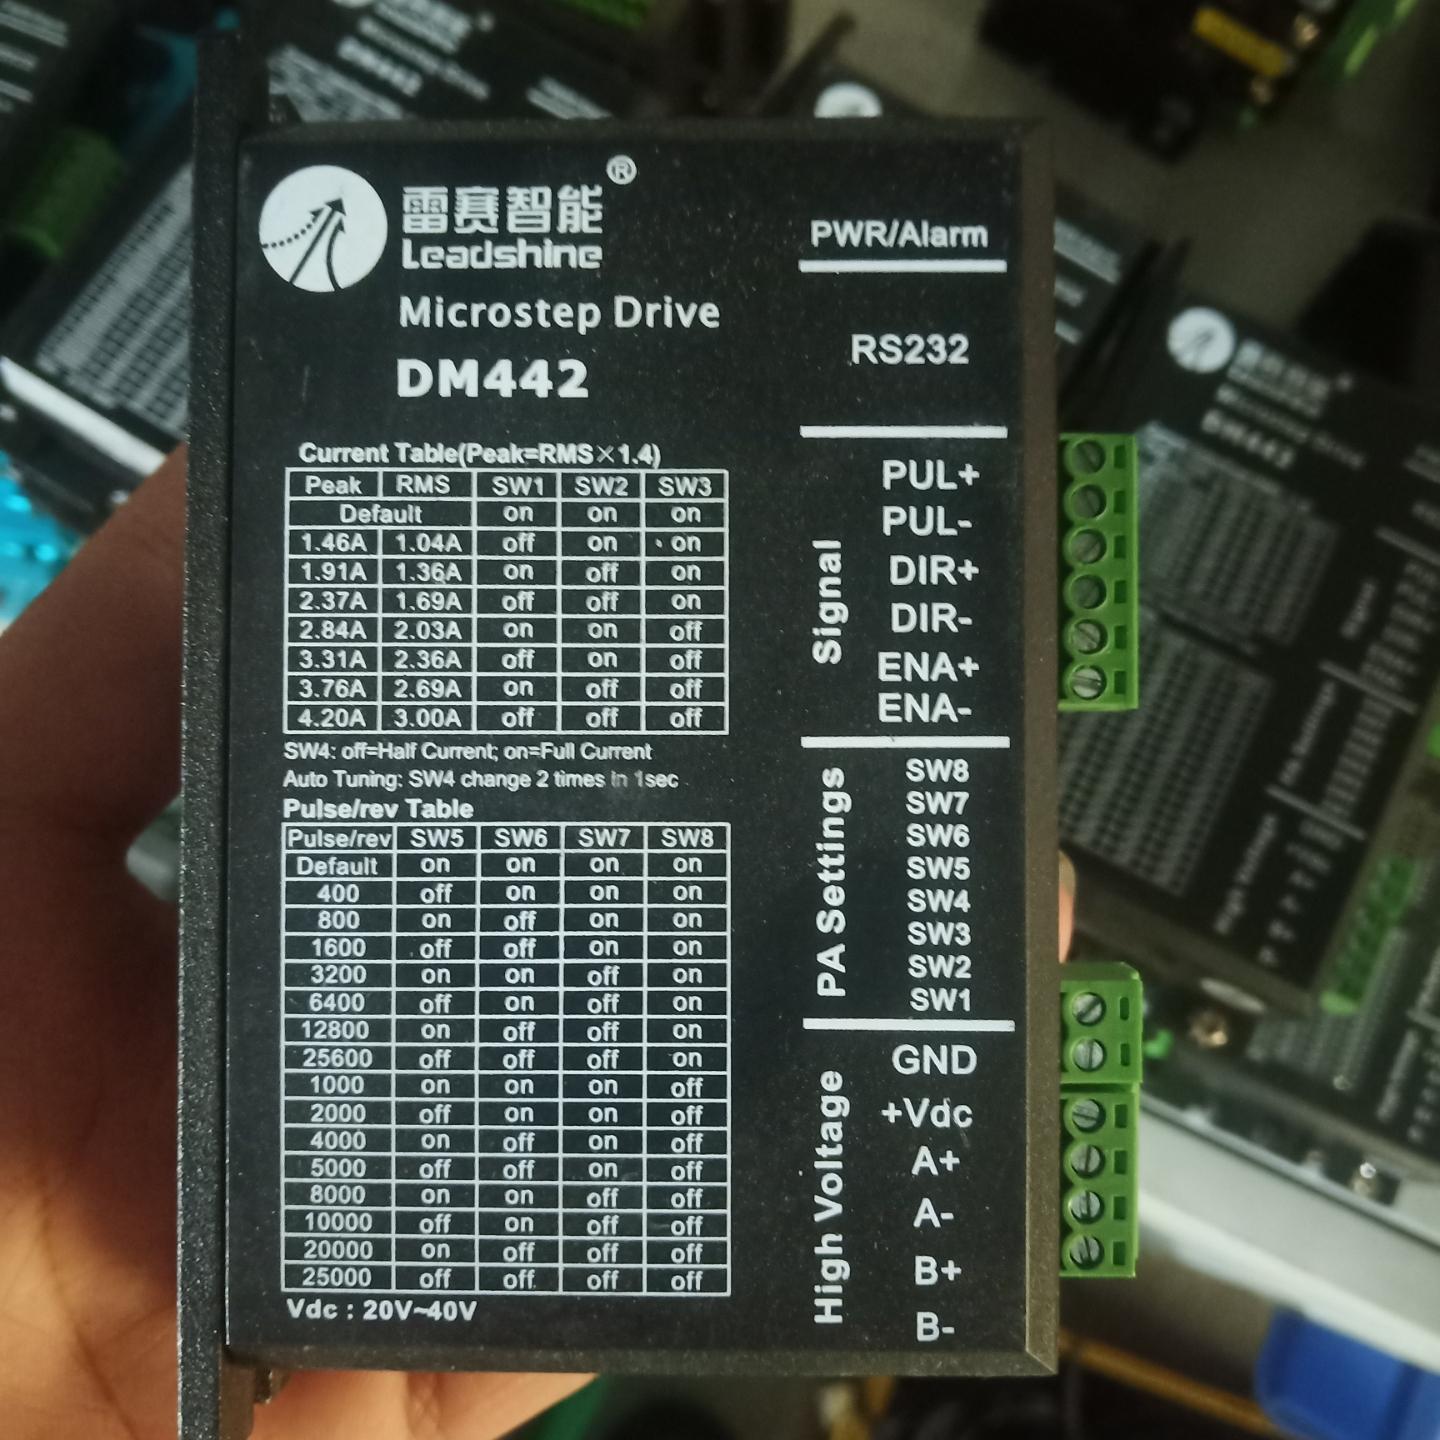 雷赛智能®
Leadshine
Microstep Drive
DM442
Current Table(Peak=RMS×1.4)
Peak RMS SW1 SW2 SW3
Default on on on
1.46A 1.04A off on on
1.91A 1.36A on off on
2.37A 1.69A off off on
2.84A 2.03A on on off
3.31A 2.36A off on off
3.76A 2.69A on off off
4.20A 3.00A off off off
SW4: off=Half Current; on=Full Current
Auto Tuning: SW4 change 2 times in 1sec
Pulse/rev Table
Pulse/rev SW5 SW6 SW7 SW8
Default on on on on
400 off on on on
800 on off on on
1600 off off on on
3200 on on off on
6400 off on off on
12800 on off off on
25600 off off off on
1000 on on on off
2000 off on on off
4000 on off on off
5000 off off on off
8000 on on off off
10000 off on off off
20000 on off off off
25000 off off off off
Vdc : 20V~40V
PWR/Alarm
RS232
Signal
PUL+
PUL-
DIR+
DIR-
ENA+
ENA-
PA Settings
SW8
SW7
SW6
SW5
SW4
SW3
SW2
SW1
High Voltage
GND
+Vdc
A+
A-
B+
B-
DM442
雷赛智能
Microstep Drive
DM442